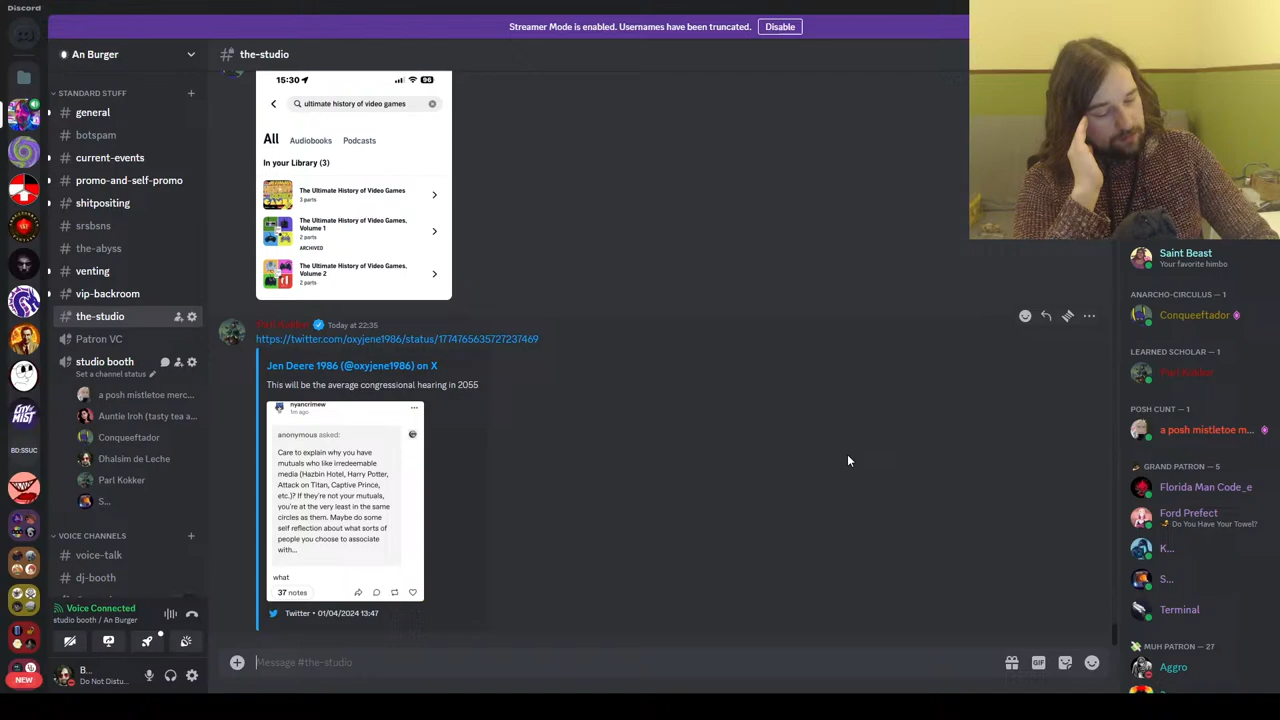 Discord
Streamer Mode is enabled. Usernames have been truncated.
Disable
An Burger
the-studio
STANDARD STUFF
general
botspam
current-events
promo-and-self-promo
shitposting
srsbns
the-abyss
venting
vip-backroom
the-studio
Patron VC
studio booth
Set a channel status
a posh mistletoe merc...
Auntie Iroh (tasty tea a...
Conqueeftador
Dhalsim de Leche
Parl Kokker
S...
VOICE CHANNELS
voice-talk
dj-booth
Voice Connected
studio booth / An Burger
B...
Do Not Distu...
ED:SSUC
NEW
15:30
96
ultimate history of video games
All
Audiobooks
Podcasts
In your Library (3)
The Ultimate History of Video Games
3 parts
The Ultimate History of Video Games,
Volume 1
2 parts
ARCHIVED
The Ultimate History of Video Games,
Volume 2
2 parts
Parl Kokker
Today at 22:35
https://twitter.com/oxyjene1986/status/1774765635727237469
Jen Deere 1986 (@oxyjene1986) on X
This will be the average congressional hearing in 2055
nyancrimew
1m ago
anonymous asked:
Care to explain why you have
mutuals who like irredeemable
media (Hazbin Hotel, Harry Potter,
Attack on Titan, Captive Prince,
etc.)? If they're not your mutuals,
you're at the very least in the same
circles as them. Maybe do some
self reflection about what sorts of
people you choose to associate
with...
what
37 notes
Twitter • 01/04/2024 13:47
Message #the-studio
GIF
Saint Beast
Your favorite himbo
ANARCHO-CIRCULUS — 1
Conqueeftador
LEARNED SCHOLAR — 1
Parl Kokker
POSH CUNT — 1
a posh mistletoe m...
GRAND PATRON — 5
Florida Man Code_e
Ford Prefect
Do You Have Your Towel?
K...
S...
Terminal
MUH PATRON — 27
Aggro